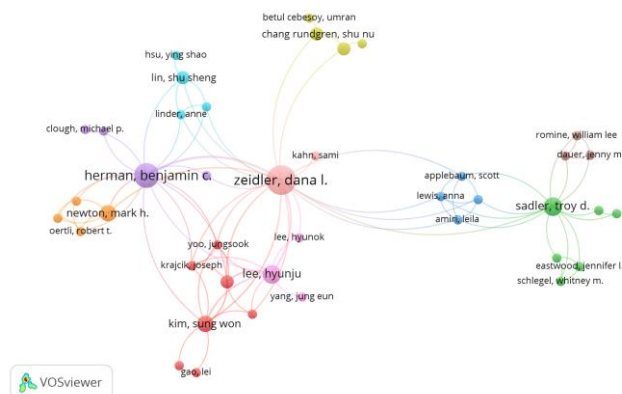 betul cebesoy, umran
chang rundgren, shu nu
hsu, ying shao
lin, shu sheng
linder, anne
clough, michael p.
romine, william lee
dauer, jenny m.
kahn, sami
herman, benjamin c.
zeidler, dana l.
applebaum, scott
lewis, anna
amin, leila
sadler, troy d.
newton, mark h.
oertli, robert t.
yoo, jungsook
lee, hyunok
krajcik, joseph
lee, hyunju
eastwood, jennifer l.
schlegel, whitney m.
yang, jung eun
kim, sung won
gao, lei
VOSviewer